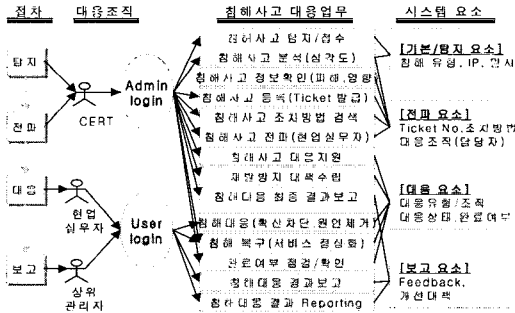 절차
대응조직
침해사고 대응업무
시스템 요소
탐지
전파
대응
보고
CERT
현업
실무자
상위
관리자
Admin
login
User
login
침해사고 탐지/접수
침해사고 분석(심각도)
침해사고 정보확인(피해,영향)
침해사고 등록(Ticket 발급)
침해사고 조치방법 검색
침해사고 전파(현업실무자)
침해사고 대응지원
재발방지 대책수립
침해대응 최종 결과보고
침해대응(확산차단,원인제거)
침해 복구(서비스 정상화)
완료여부 점검/확인
침해대응 결과보고
침해대응 결과 Reporting
[기본/탐지 요소]
침해 유형, IP, 일시
[전파 요소]
Ticket No.조치방법
대응조직(담당자)
[대응 요소]
대응유형/조직
대응상태,완료여부
[보고 요소]
Feedback,
개선대책